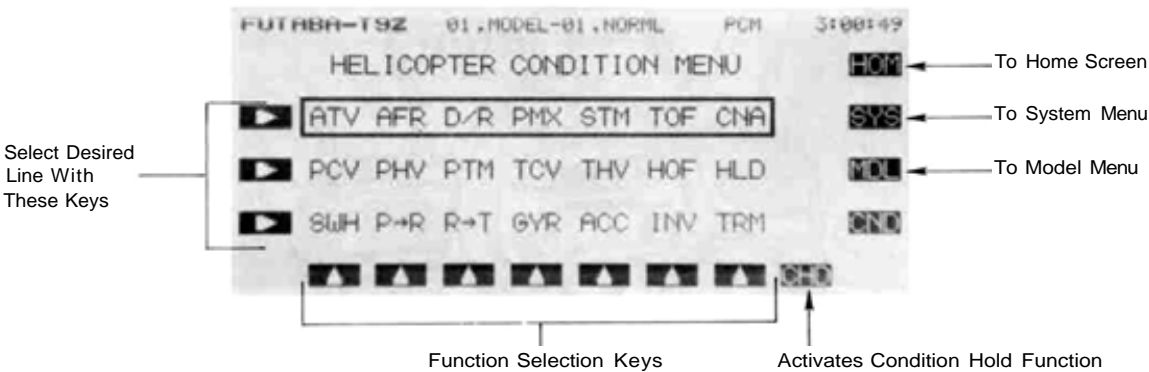 FUTABA-T9Z 01.MODEL-01.NORML PCM 3:00:49
HELICOPTER CONDITION MENU HOM
To Home Screen
ATV AFR D/R PMX STM TOF CNA SYS
To System Menu
Select Desired
Line With
These Keys
PCV PHV PTM TCV THV HOF HLD MDL
To Model Menu
SWH P→R R→T GYR ACC INV TRM CND
CHD
Function Selection Keys
Activates Condition Hold Function